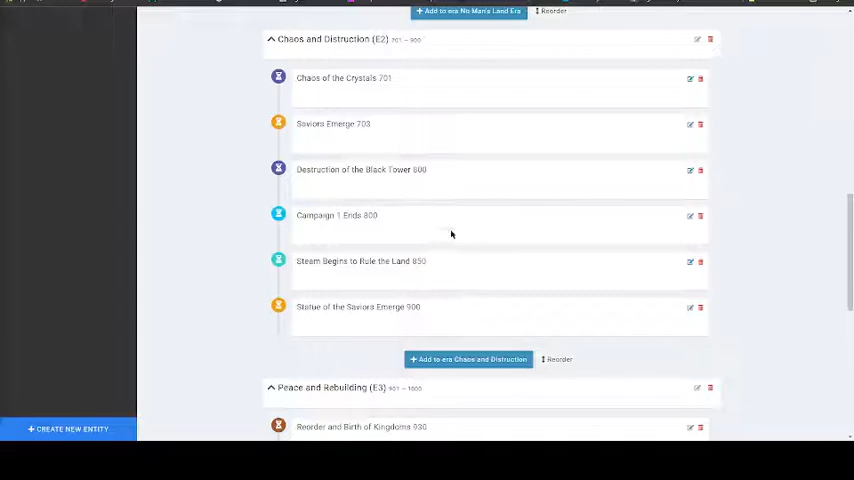 Add to era No Man's Land Era Reorder
Chaos and Distruction (E2) 701 – 900
Chaos of the Crystals 701
Saviors Emerge 703
Destruction of the Black Tower 800
Campaign 1 Ends 800
Steam Begins to Rule the Land 850
Statue of the Saviors Emerge 900
Add to era Chaos and Distruction Reorder
Peace and Rebuilding (E3) 901 – 1000
Reorder and Birth of Kingdoms 930
CREATE NEW ENTITY